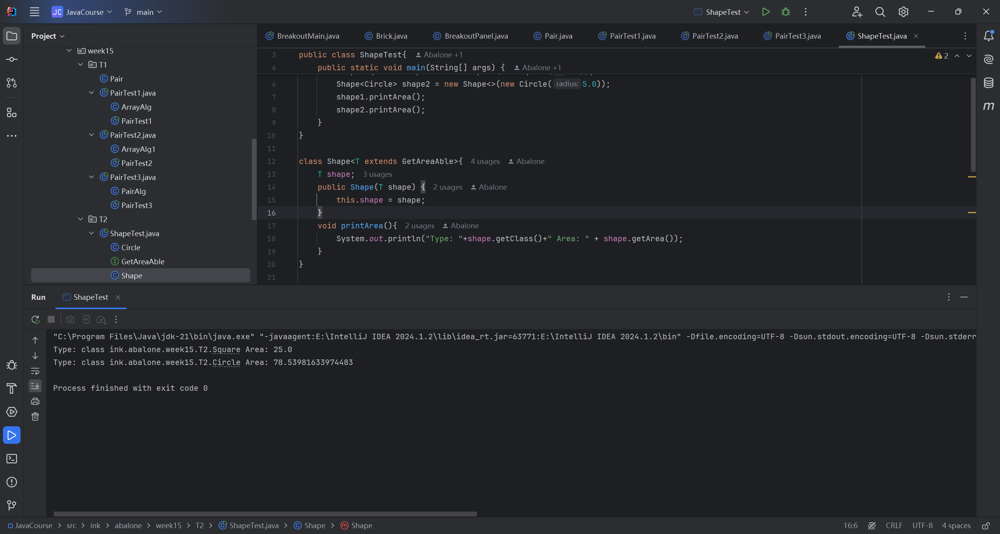 JC JavaCourse main ShapeTest
Project
BreakoutMain.java Brick.java BreakoutPanel.java Pair.java PairTest1.java PairTest2.java PairTest3.java ShapeTest.java
week15
T1
Pair
PairTest1.java
ArrayAlg
PairTest1
PairTest2.java
ArrayAlg1
PairTest2
PairTest3.java
PairAlg
PairTest3
T2
ShapeTest.java
Circle
GetAreaAble
Shape
3 public class ShapeTest{ Abalone +1
2
4 public static void main(String[] args) { Abalone +1
6 Shape<Circle> shape2 = new Shape<>(new Circle( radius: 5.0));
7 shape1.printArea();
8 shape2.printArea();
9 }
10 }
11
12 class Shape<T extends GetAreaAble>{ 4 usages Abalone
13 T shape; 3 usages
14 public Shape(T shape) { 2 usages Abalone
15 this.shape = shape;
16 }
17 void printArea(){ 2 usages Abalone
18 System.out.println("Type: "+shape.getClass()+" Area: " + shape.getArea());
19 }
20 }
21
Run ShapeTest
"C:\Program Files\Java\jdk-21\bin\java.exe" "-javaagent:E:\IntelliJ IDEA 2024.1.2\lib\idea_rt.jar=63771:E:\IntelliJ IDEA 2024.1.2\bin" -Dfile.encoding=UTF-8 -Dsun.stdout.encoding=UTF-8 -Dsun.stderr
Type: class ink.abalone.week15.T2.Square Area: 25.0
Type: class ink.abalone.week15.T2.Circle Area: 78.53981633974483
Process finished with exit code 0
JavaCourse > src > ink > abalone > week15 > T2 > ShapeTest.java > Shape > Shape 16:6 CRLF UTF-8 4 spaces